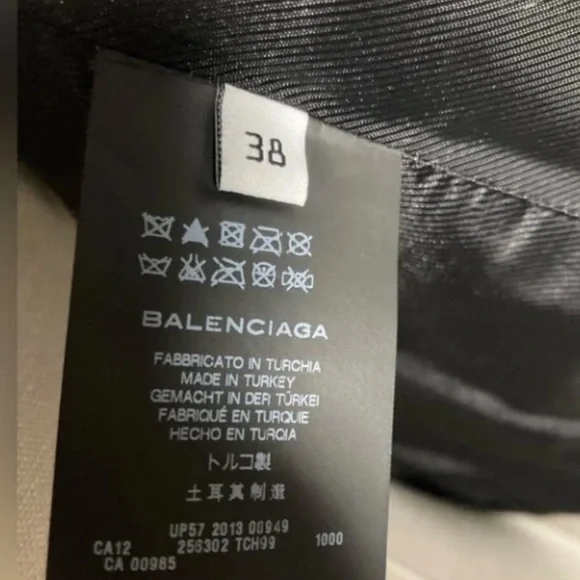 38
BALENCIAGA
FABBRICATO IN TURCHIA
MADE IN TURKEY
GEMACHT IN DER TÜRKEI
FABRIQUÉ EN TURQUIE
HECHO EN TURQIA
トルコ製
土耳其制造
UP57 2013 00949
CA12 256302 TCH99 1000
CA 00985